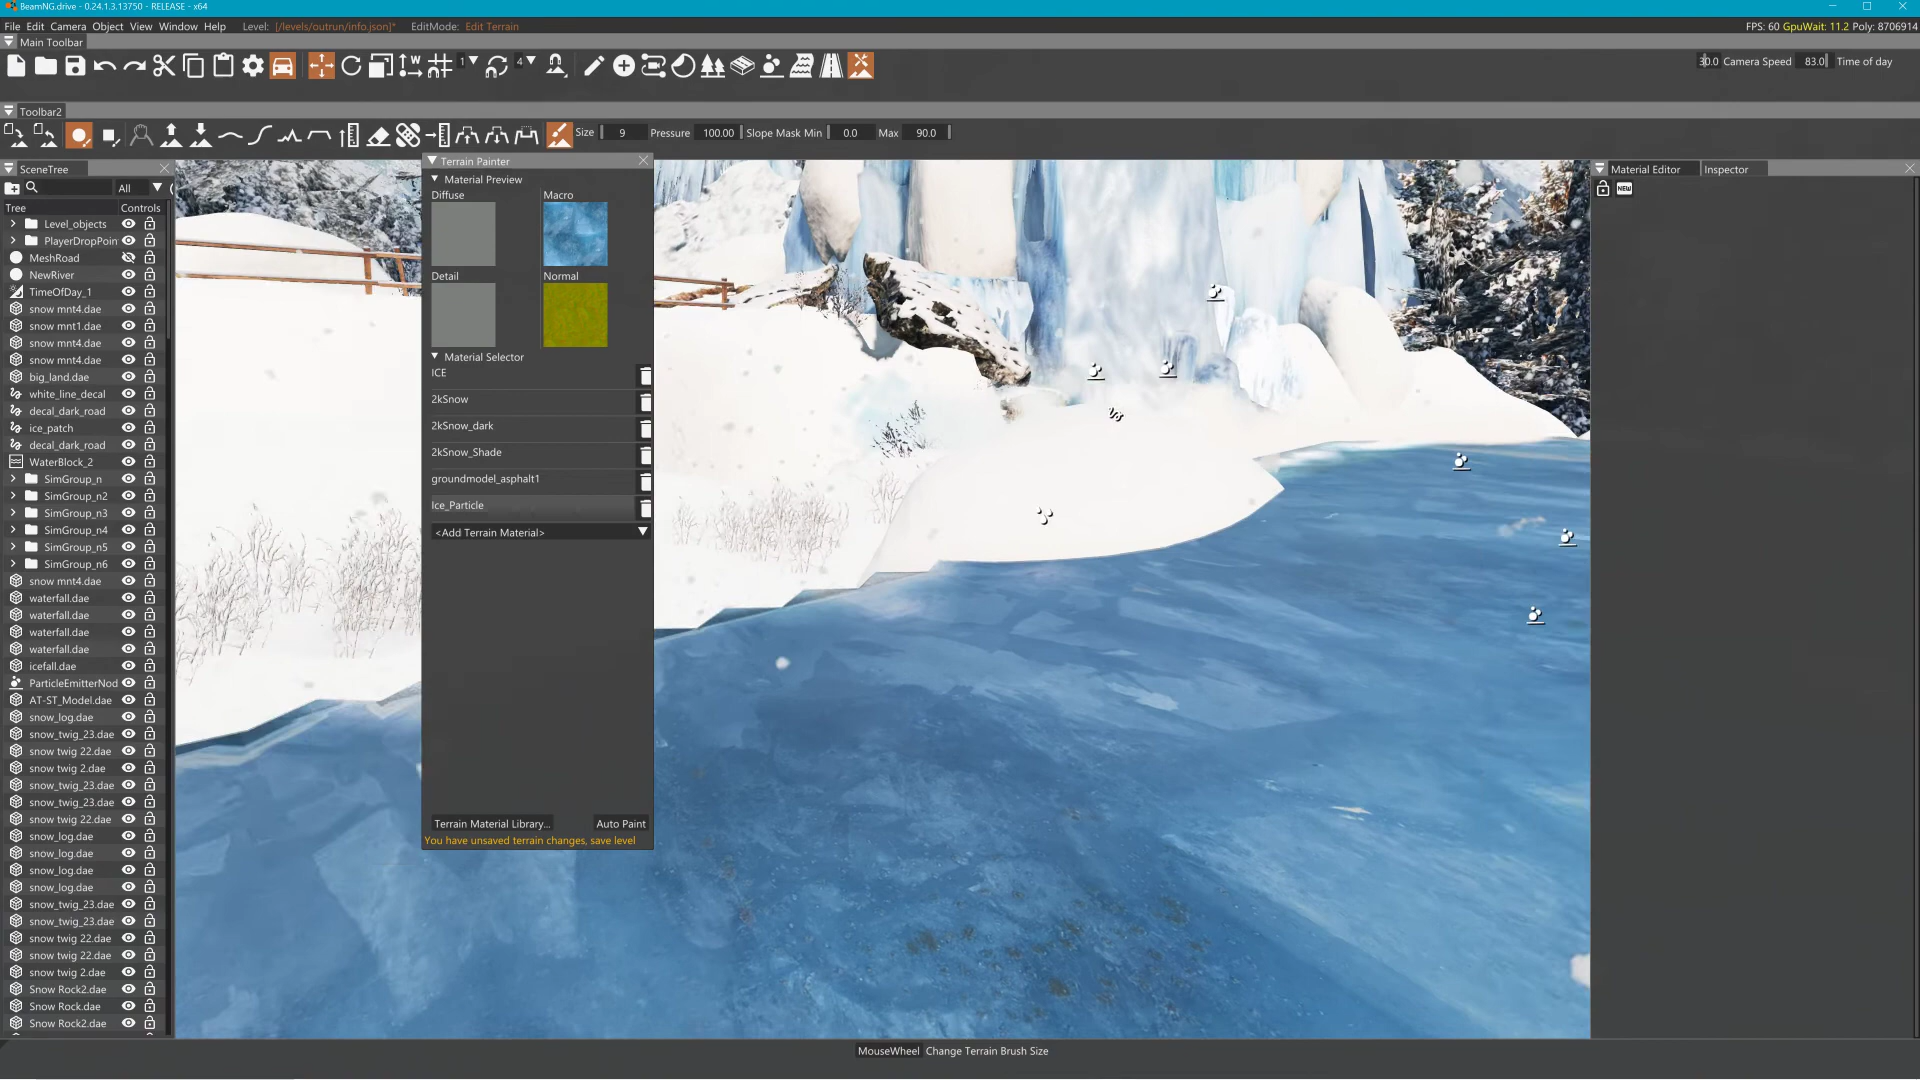 BeamNG.drive - 0.24.1.3.13750 - RELEASE - x64
File Edit Camera Object View Window Help Level: [/levels/outrun/info.json]* EditMode: Edit Terrain FPS: 60 GpuWait: 11.2 Poly: 8706914
Main Toolbar
1 4 30.0 Camera Speed 83.0 Time of day
Toolbar2
Size 9 Pressure 100.00 Slope Mask Min 0.0 Max 90.0
SceneTree
All
Tree Controls
Level_objects
PlayerDropPoin
MeshRoad
NewRiver
TimeOfDay_1
snow mnt4.dae
snow mnt1.dae
snow mnt4.dae
snow mnt4.dae
big_land.dae
white_line_decal
decal_dark_road
ice_patch
decal_dark_road
WaterBlock_2
SimGroup_n
SimGroup_n2
SimGroup_n3
SimGroup_n4
SimGroup_n5
SimGroup_n6
snow mnt4.dae
waterfall.dae
waterfall.dae
waterfall.dae
waterfall.dae
icefall.dae
ParticleEmitterNod
AT-ST_Model.dae
snow_log.dae
snow_twig_23.dae
snow twig 22.dae
snow twig 2.dae
snow_twig_23.dae
snow_twig_23.dae
snow twig 22.dae
snow_log.dae
snow_log.dae
snow_log.dae
snow_log.dae
snow_twig_23.dae
snow_twig_23.dae
snow twig 22.dae
snow twig 22.dae
snow twig 2.dae
Snow Rock2.dae
Snow Rock.dae
Snow Rock2.dae
Terrain Painter
Material Preview
Diffuse Macro
Detail Normal
Material Selector
ICE
2kSnow
2kSnow_dark
2kSnow_Shade
groundmodel_asphalt1
Ice_Particle
<Add Terrain Material>
Terrain Material Library... Auto Paint
You have unsaved terrain changes, save level
Material Editor Inspector
NEW
MouseWheel Change Terrain Brush Size